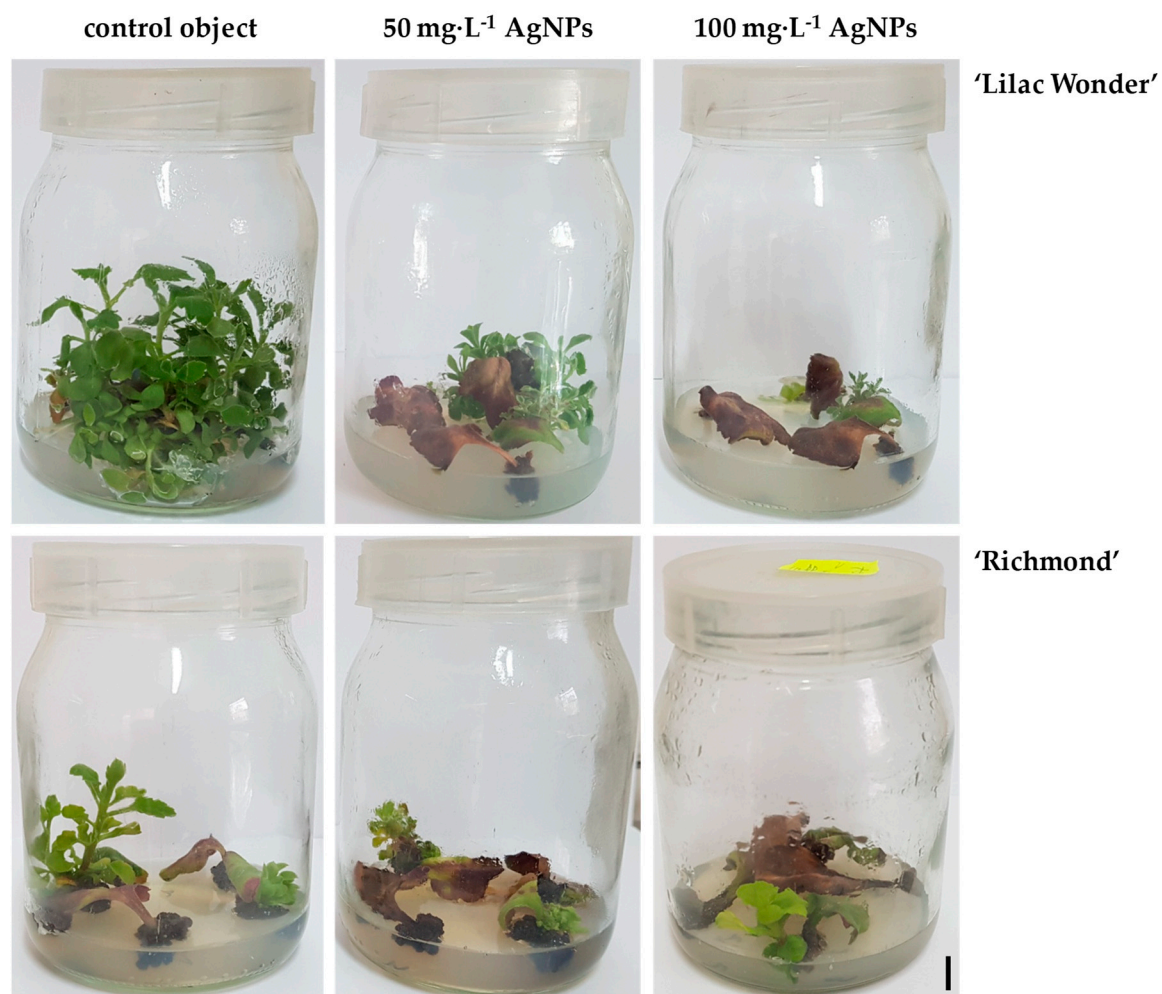 control object
50 mg·L-1 AgNPs
100 mg·L-1 AgNPs
‘Lilac Wonder’
‘Richmond’